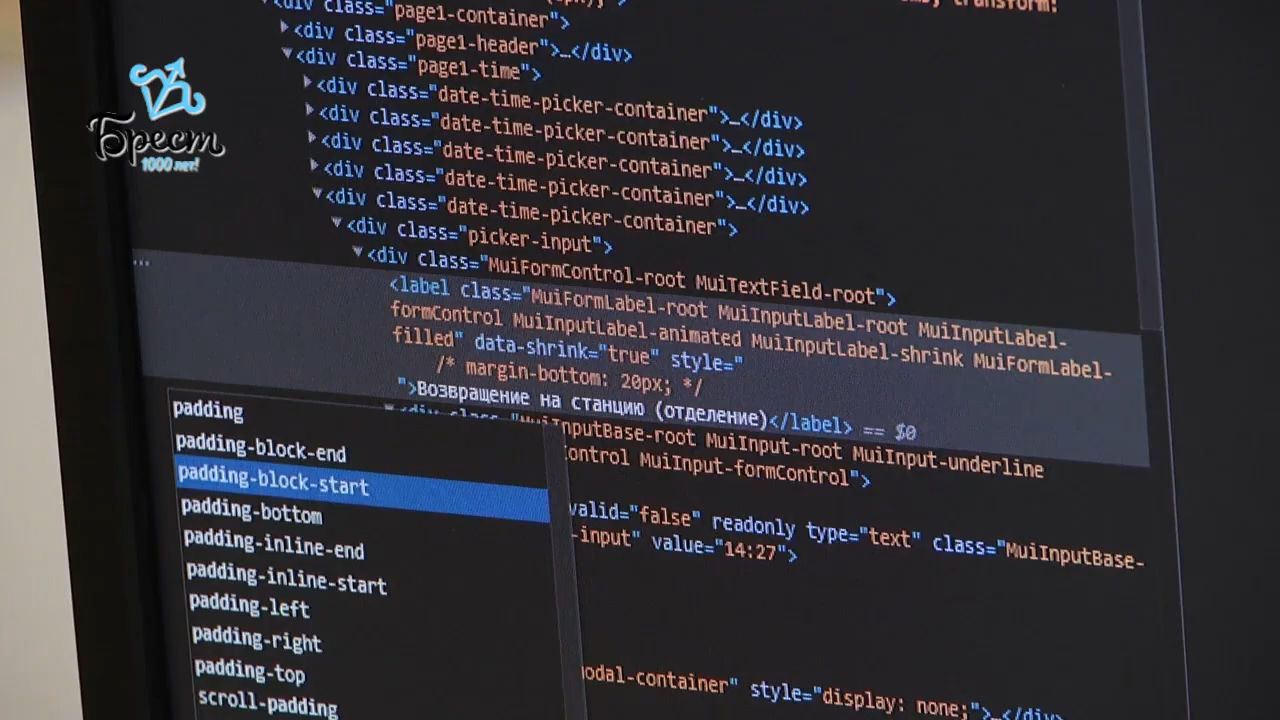 <div class="page1-container">
<div class="page1-header">…</div>
<div class="page1-time">
<div class="date-time-picker-container">…</div>
<div class="date-time-picker-container">…</div>
<div class="date-time-picker-container">…</div>
<div class="date-time-picker-container">…</div>
<div class="date-time-picker-container">
<div class="picker-input">
<div class="MuiFormControl-root MuiTextField-root">
<label class="MuiFormLabel-root MuiInputLabel-root MuiInputLabel-
formControl MuiInputLabel-animated MuiInputLabel-shrink MuiFormLabel-
filled" data-shrink="true" style="
/* margin-bottom: 20px; */
">Возвращение на станцию (отделение)</label> == $0
MuiInputBase-root MuiInput-root MuiInput-underline
control MuiInput-formControl">
valid="false" readonly type="text" class="MuiInputBase-
-input" value="14:27">
odal-container" style="display: none;">…</div>
padding
padding-block-end
padding-block-start
padding-bottom
padding-inline-end
padding-inline-start
padding-left
padding-right
padding-top
scroll-padding
Брест
1000 лет!